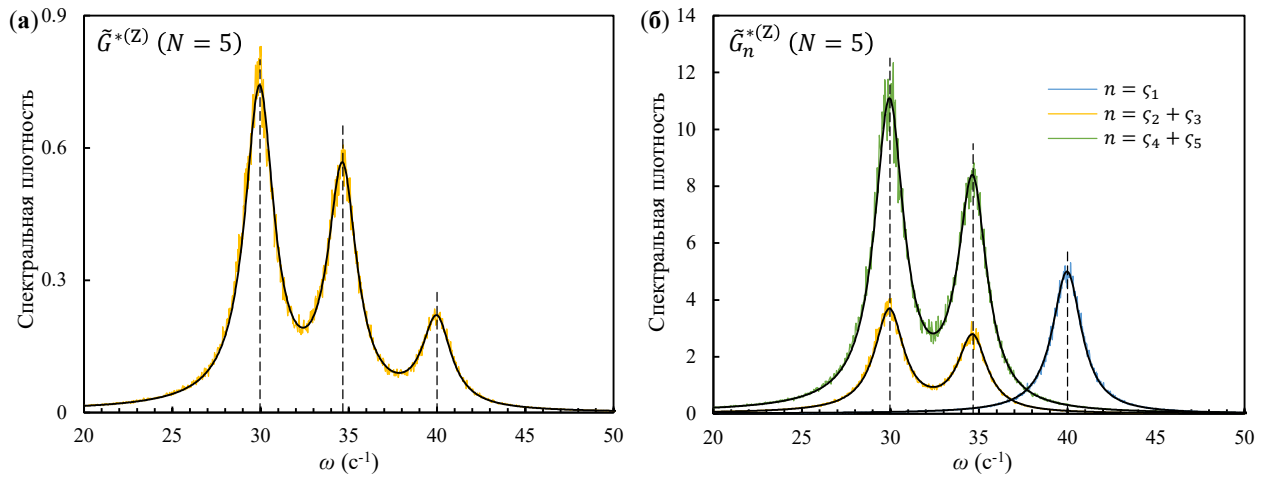 (а)
G̃*(Z) (N = 5)
Спектральная плотность
0.9
0.6
0.3
0
20 25 30 35 40 45 50
ω (с-1)
(б)
G̃n*(Z) (N = 5)
Спектральная плотность
14
12
10
8
6
4
2
0
n = ς1
n = ς2 + ς3
n = ς4 + ς5
20 25 30 35 40 45 50
ω (с-1)